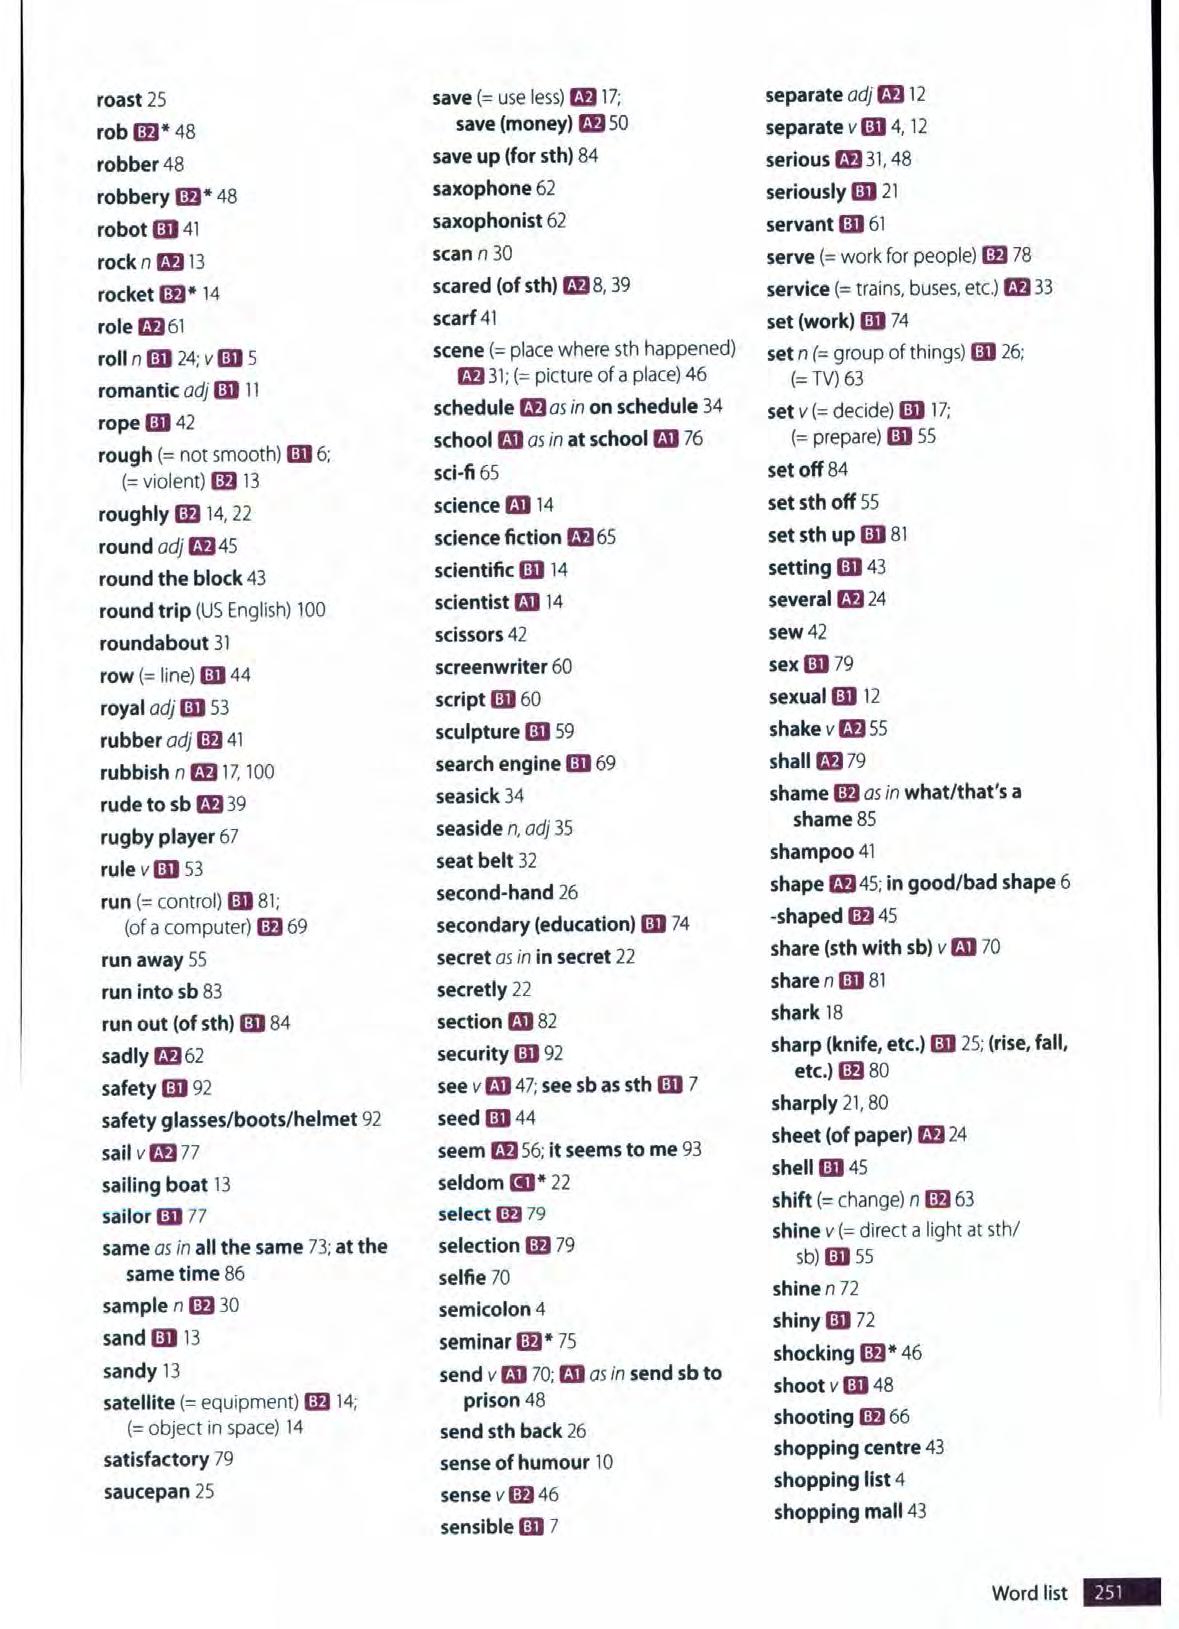 roast 25
rob B2* 48
robber 48
robbery B2* 48
robot B1 41
rock n A2 13
rocket B2* 14
role A2 61
roll n B1 24; v B1 5
romantic adj B1 11
rope B1 42
rough (= not smooth) B1 6;
(= violent) B2 13
roughly B2 14, 22
round adj A2 45
round the block 43
round trip (US English) 100
roundabout 31
row (= line) B1 44
royal adj B1 53
rubber adj B2 41
rubbish n A2 17, 100
rude to sb A2 39
rugby player 67
rule v B1 53
run (= control) B1 81;
(of a computer) B2 69
run away 55
run into sb 83
run out (of sth) B1 84
sadly A2 62
safety B1 92
safety glasses/boots/helmet 92
sail v A2 77
sailing boat 13
sailor B1 77
same as in all the same 73; at the
same time 86
sample n B2 30
sand B1 13
sandy 13
satellite (= equipment) B2 14;
(= object in space) 14
satisfactory 79
saucepan 25
save (= use less) A2 17;
save (money) A2 50
save up (for sth) 84
saxophone 62
saxophonist 62
scan n 30
scared (of sth) A2 8, 39
scarf 41
scene (= place where sth happened)
A2 31; (= picture of a place) 46
schedule A2 as in on schedule 34
school A1 as in at school A1 76
sci-fi 65
science A1 14
science fiction A2 65
scientific B1 14
scientist A1 14
scissors 42
screenwriter 60
script B1 60
sculpture B1 59
search engine B1 69
seasick 34
seaside n, adj 35
seat belt 32
second-hand 26
secondary (education) B1 74
secret as in in secret 22
secretly 22
section A1 82
security B1 92
see v A1 47; see sb as sth B1 7
seed B1 44
seem A2 56; it seems to me 93
seldom C1* 22
select B2 79
selection B2 79
selfie 70
semicolon 4
seminar B2* 75
send v A1 70; A1 as in send sb to
prison 48
send sth back 26
sense of humour 10
sense v B2 46
sensible B1 7
separate adj A2 12
separate v B1 4, 12
serious A2 31, 48
seriously B1 21
servant B1 61
serve (= work for people) B2 78
service (= trains, buses, etc.) A2 33
set (work) B1 74
set n (= group of things) B1 26;
(= TV) 63
set v (= decide) B1 17;
(= prepare) B1 55
set off 84
set sth off 55
set sth up B1 81
setting B1 43
several A2 24
sew 42
sex B1 79
sexual B1 12
shake v A2 55
shall A2 79
shame B2 as in what/that's a
shame 85
shampoo 41
shape A2 45; in good/bad shape 6
-shaped B2 45
share (sth with sb) v A1 70
share n B1 81
shark 18
sharp (knife, etc.) B1 25; (rise, fall,
etc.) B2 80
sharply 21, 80
sheet (of paper) A2 24
shell B1 45
shift (= change) n B2 63
shine v (= direct a light at sth/
sb) B1 55
shine n 72
shiny B1 72
shocking B2* 46
shoot v B1 48
shooting B2 66
shopping centre 43
shopping list 4
shopping mall 43
Word list 251